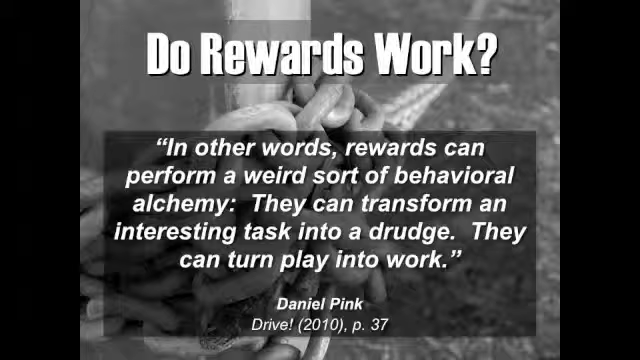 Do Rewards Work?
“In other words, rewards can
perform a weird sort of behavioral
alchemy:  They can transform an
interesting task into a drudge.  They
can turn play into work.”
Daniel Pink
Drive! (2010), p. 37